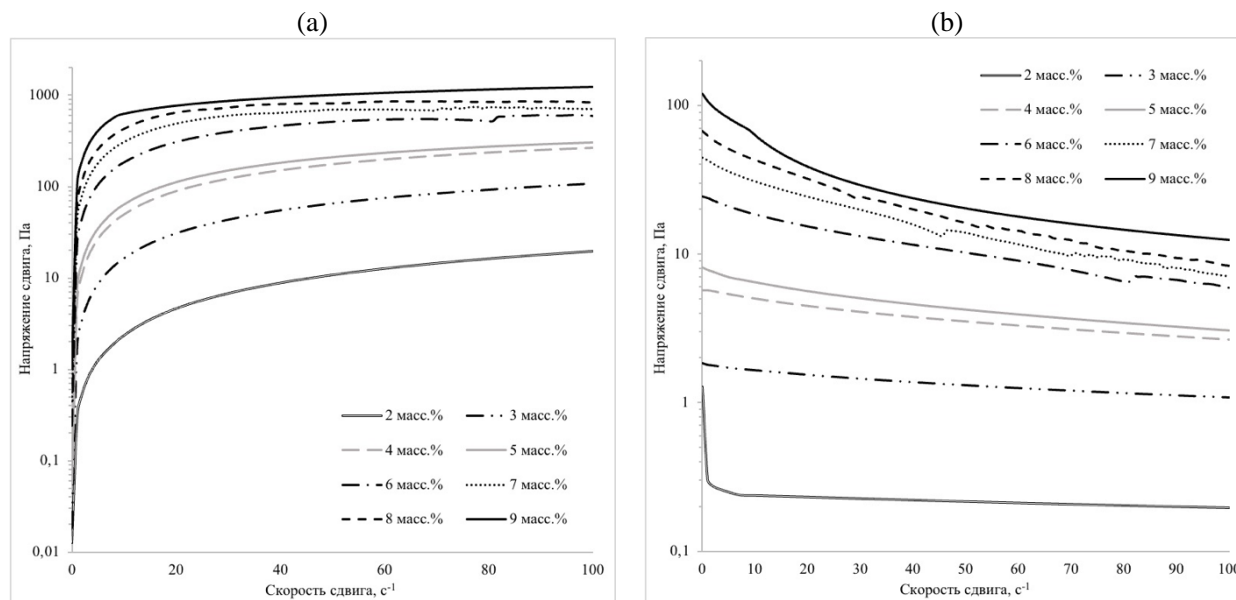 (a)
(b)
Напряжение сдвига, Па
1000
100
10
1
0,1
0,01
2 масс.% 3 масс.%
4 масс.% 5 масс.%
6 масс.% 7 масс.%
8 масс.% 9 масс.%
0 20 40 60 80 100
Скорость сдвига, с-1
Напряжение сдвига, Па
100
10
1
0,1
2 масс.% 3 масс.%
4 масс.% 5 масс.%
6 масс.% 7 масс.%
8 масс.% 9 масс.%
0 10 20 30 40 50 60 70 80 90 100
Скорость сдвига, с-1